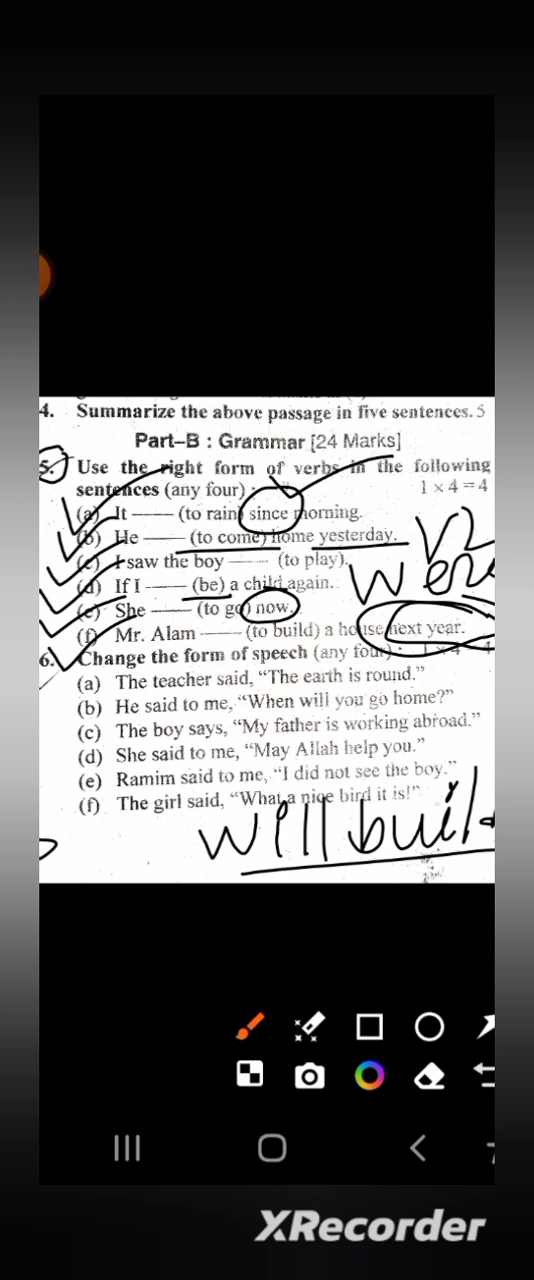 4. Summarize the above passage in five sentences. 5
Part–B : Grammar [24 Marks]
5. Use the right form of verbs in the following
sentences (any four) : 1 × 4 = 4
(a) It —— (to rain) since morning.
(b) He —— (to come) home yesterday.
V2
(c) I saw the boy —— (to play).
(d) If I —— (be) a child again.
were
(e) She —— (to go) now.
(f) Mr. Alam —— (to build) a house next year.
6. Change the form of speech (any four) : 1 × 4 = 4
(a) The teacher said, “The earth is round.”
(b) He said to me, “When will you go home?”
(c) The boy says, “My father is working abroad.”
(d) She said to me, “May Allah help you.”
(e) Ramim said to me, “I did not see the boy.”
(f) The girl said, “What a nice bird it is!”
will buil
XRecorder